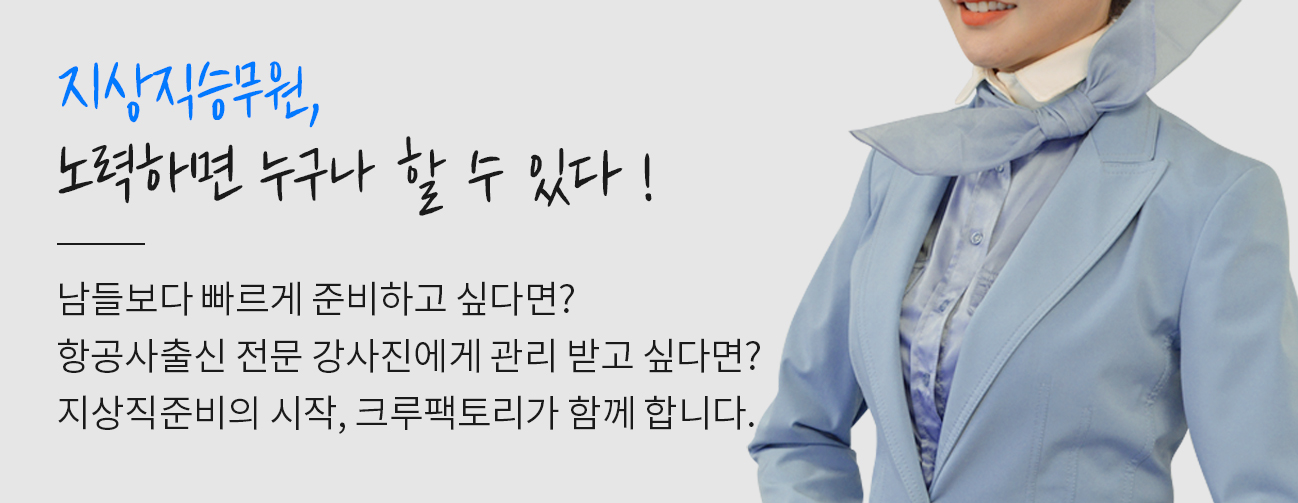 지상직승무원,
노력하면 누구나 할 수 있다 !
남들보다 빠르게 준비하고 싶다면?
항공사출신 전문 강사진에게 관리 받고 싶다면?
지상직준비의 시작, 크루팩토리가 함께 합니다.